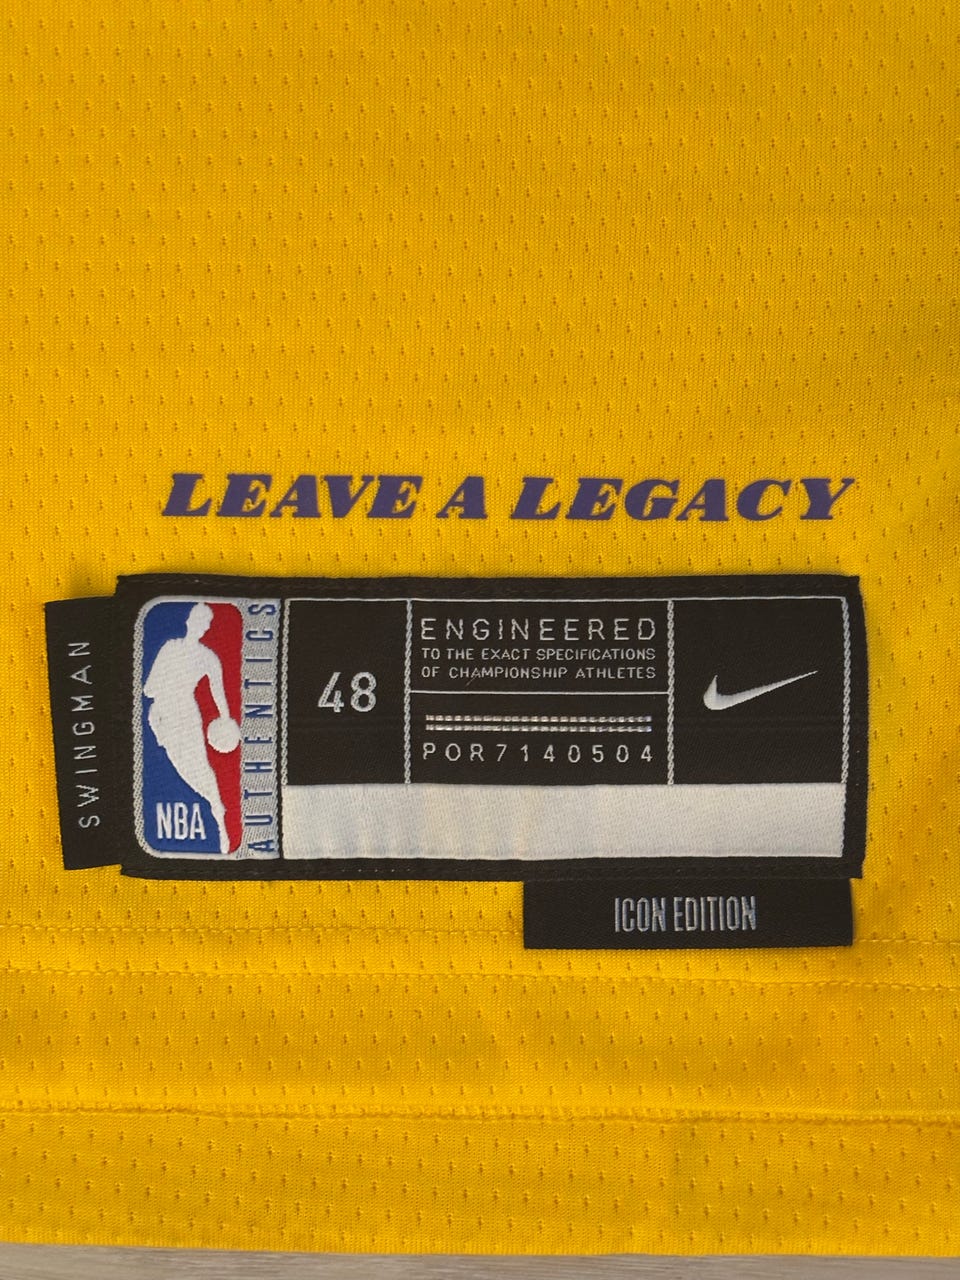 LEAVE A LEGACY
SWINGMAN
NBA
AUTHENTICS
48
ENGINEERED
TO THE EXACT SPECIFICATIONS
OF CHAMPIONSHIP ATHLETES
POR7140504
ICON EDITION